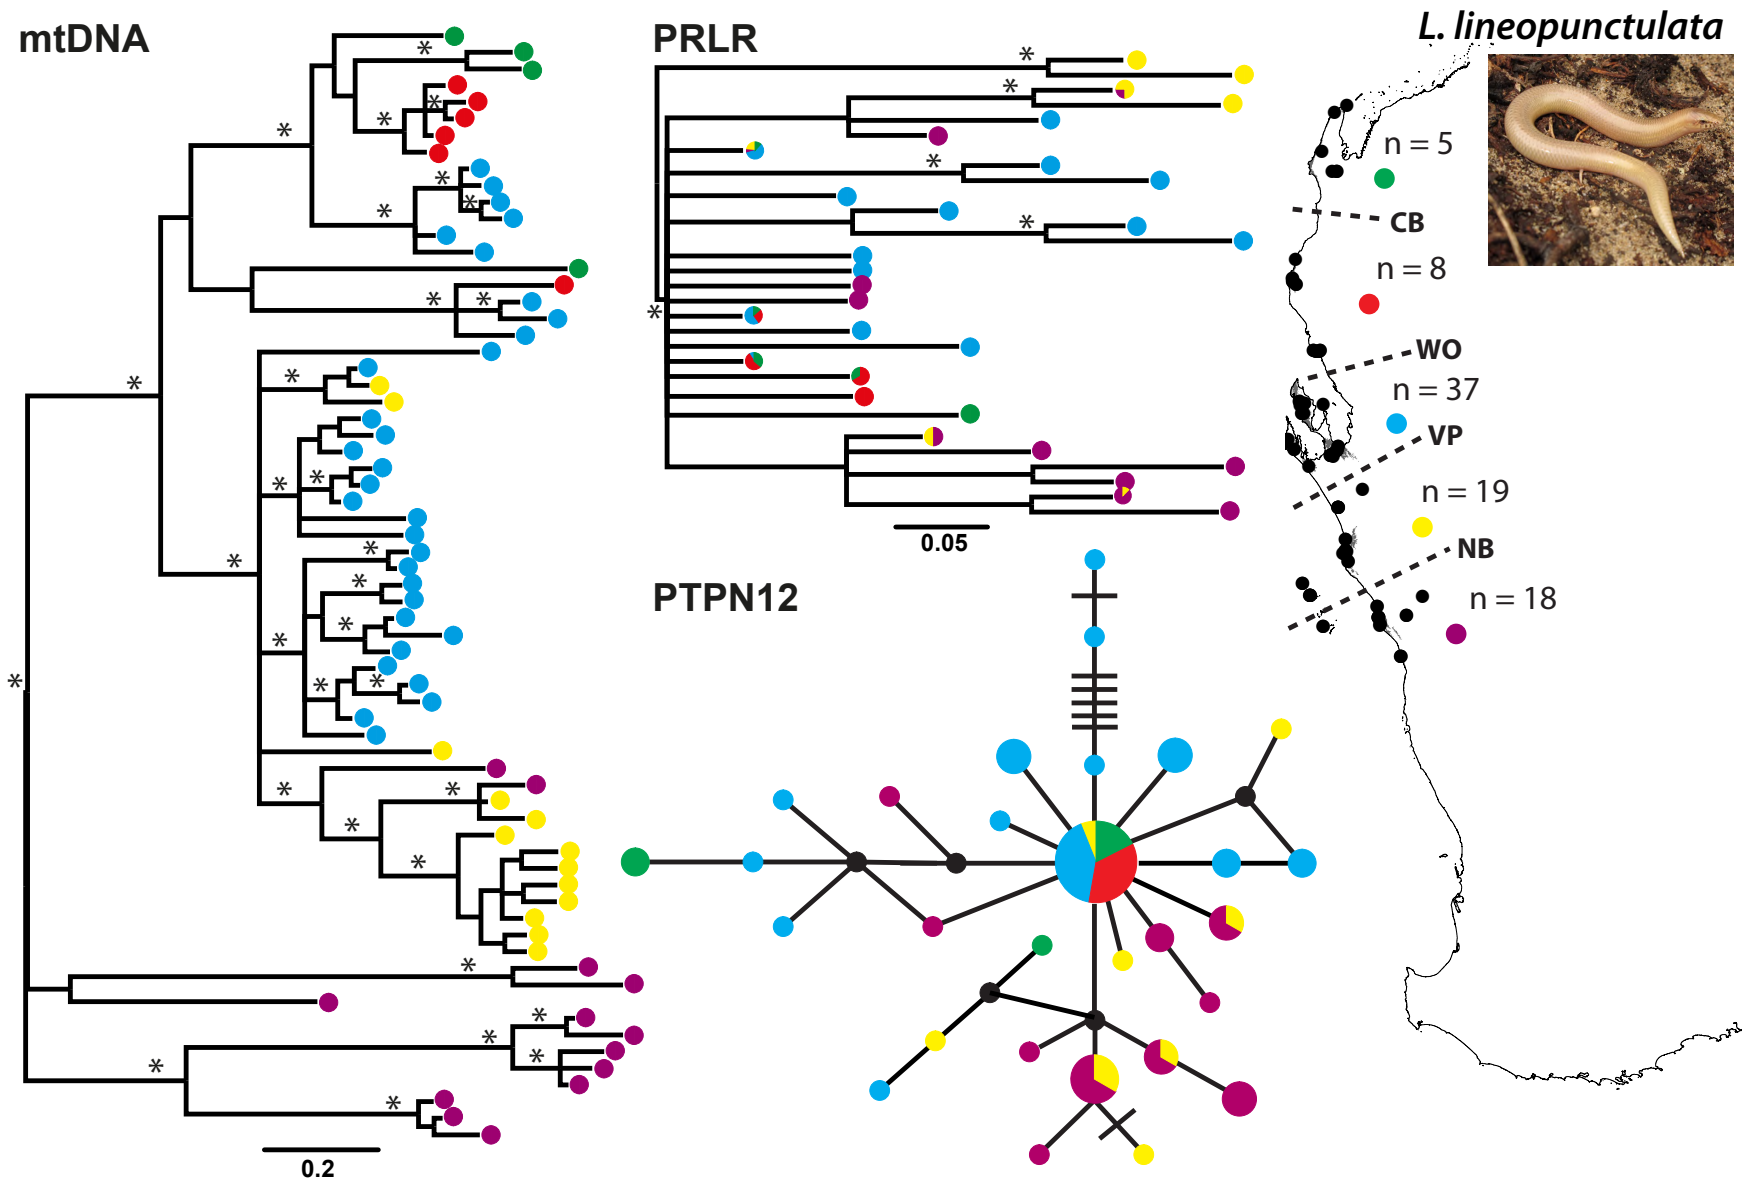 mtDNA
PRLR
L. lineopunctulata
n = 5
CB
n = 8
WO
n = 37
VP
n = 19
NB
n = 18
0.05
PTPN12
0.2